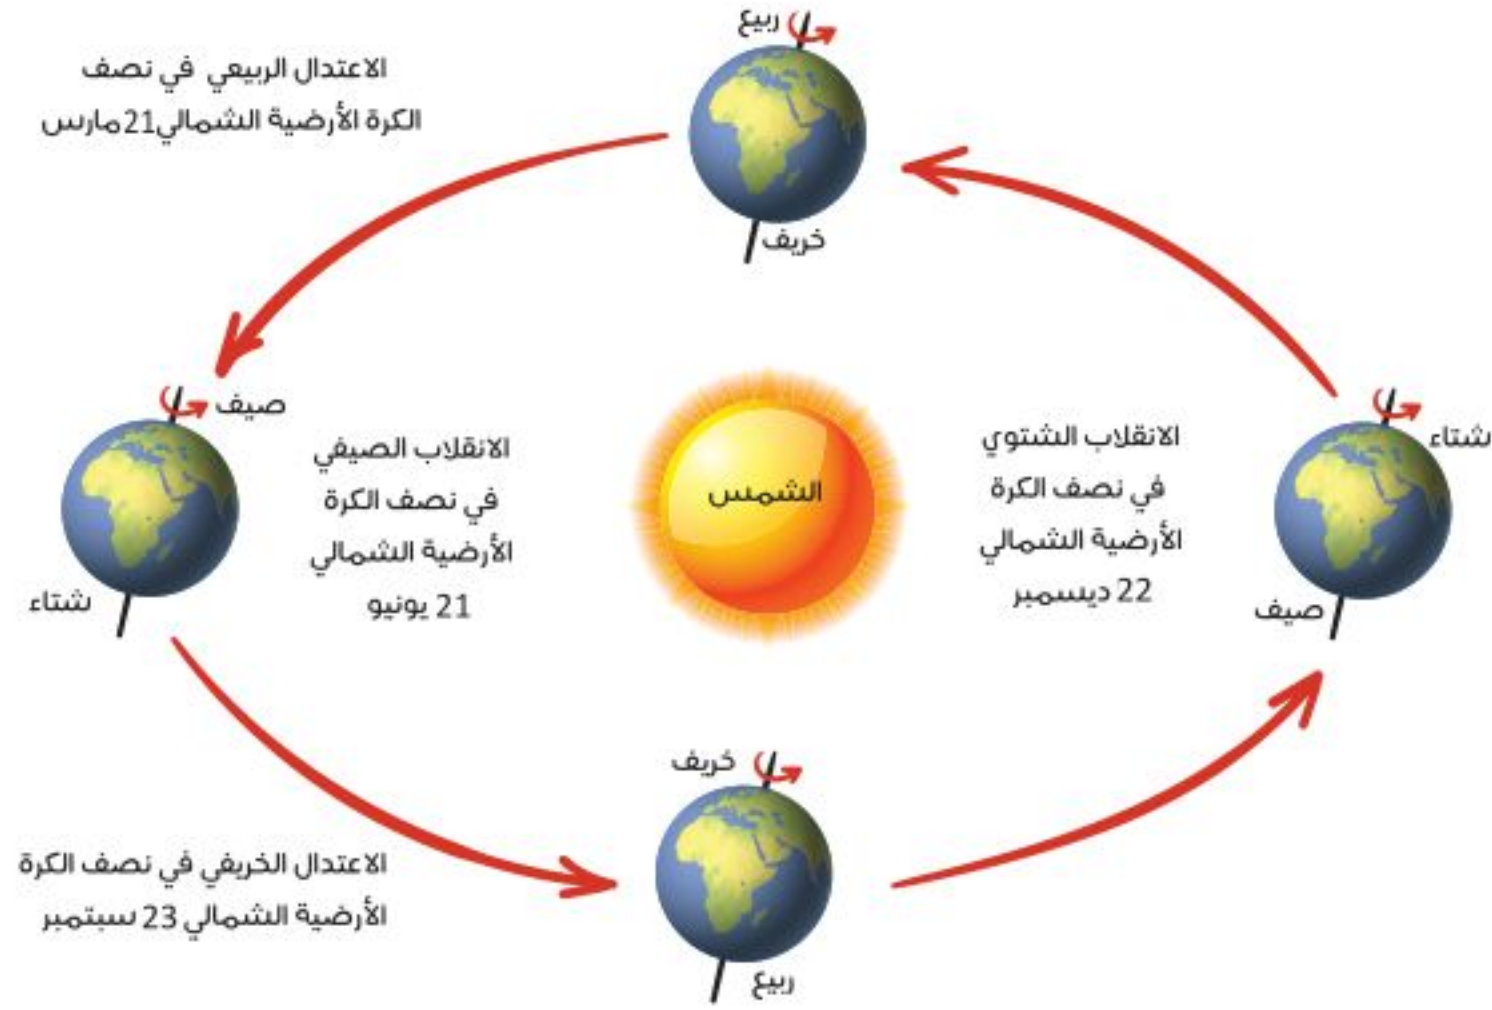 ربيع
الاعتدال الربيعي في نصف
الكرة الأرضية الشمالي21مارس
خريف
صيف
شتاء
الانقلاب الصيفي
في نصف الكرة
الأرضية الشمالي
21 يونيو
الشمس
الانقلاب الشتوي
في نصف الكرة
الأرضية الشمالي
22 ديسمبر
شتاء
صيف
خريف
الاعتدال الخريفي في نصف الكرة
الأرضية الشمالي 23 سبتمبر
ربيع